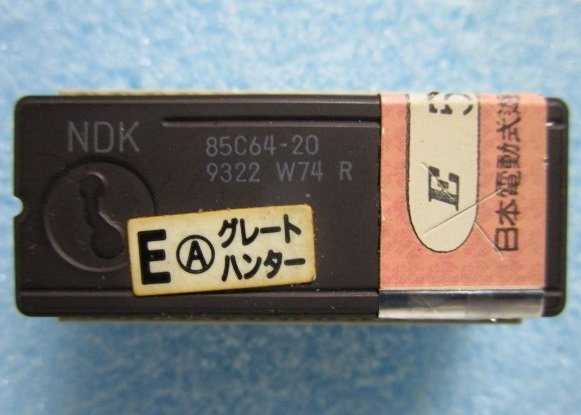 NDK
85C64-20
9322 W74 R
E Ⓐ グレート
ハンター
E
日本電動式遊